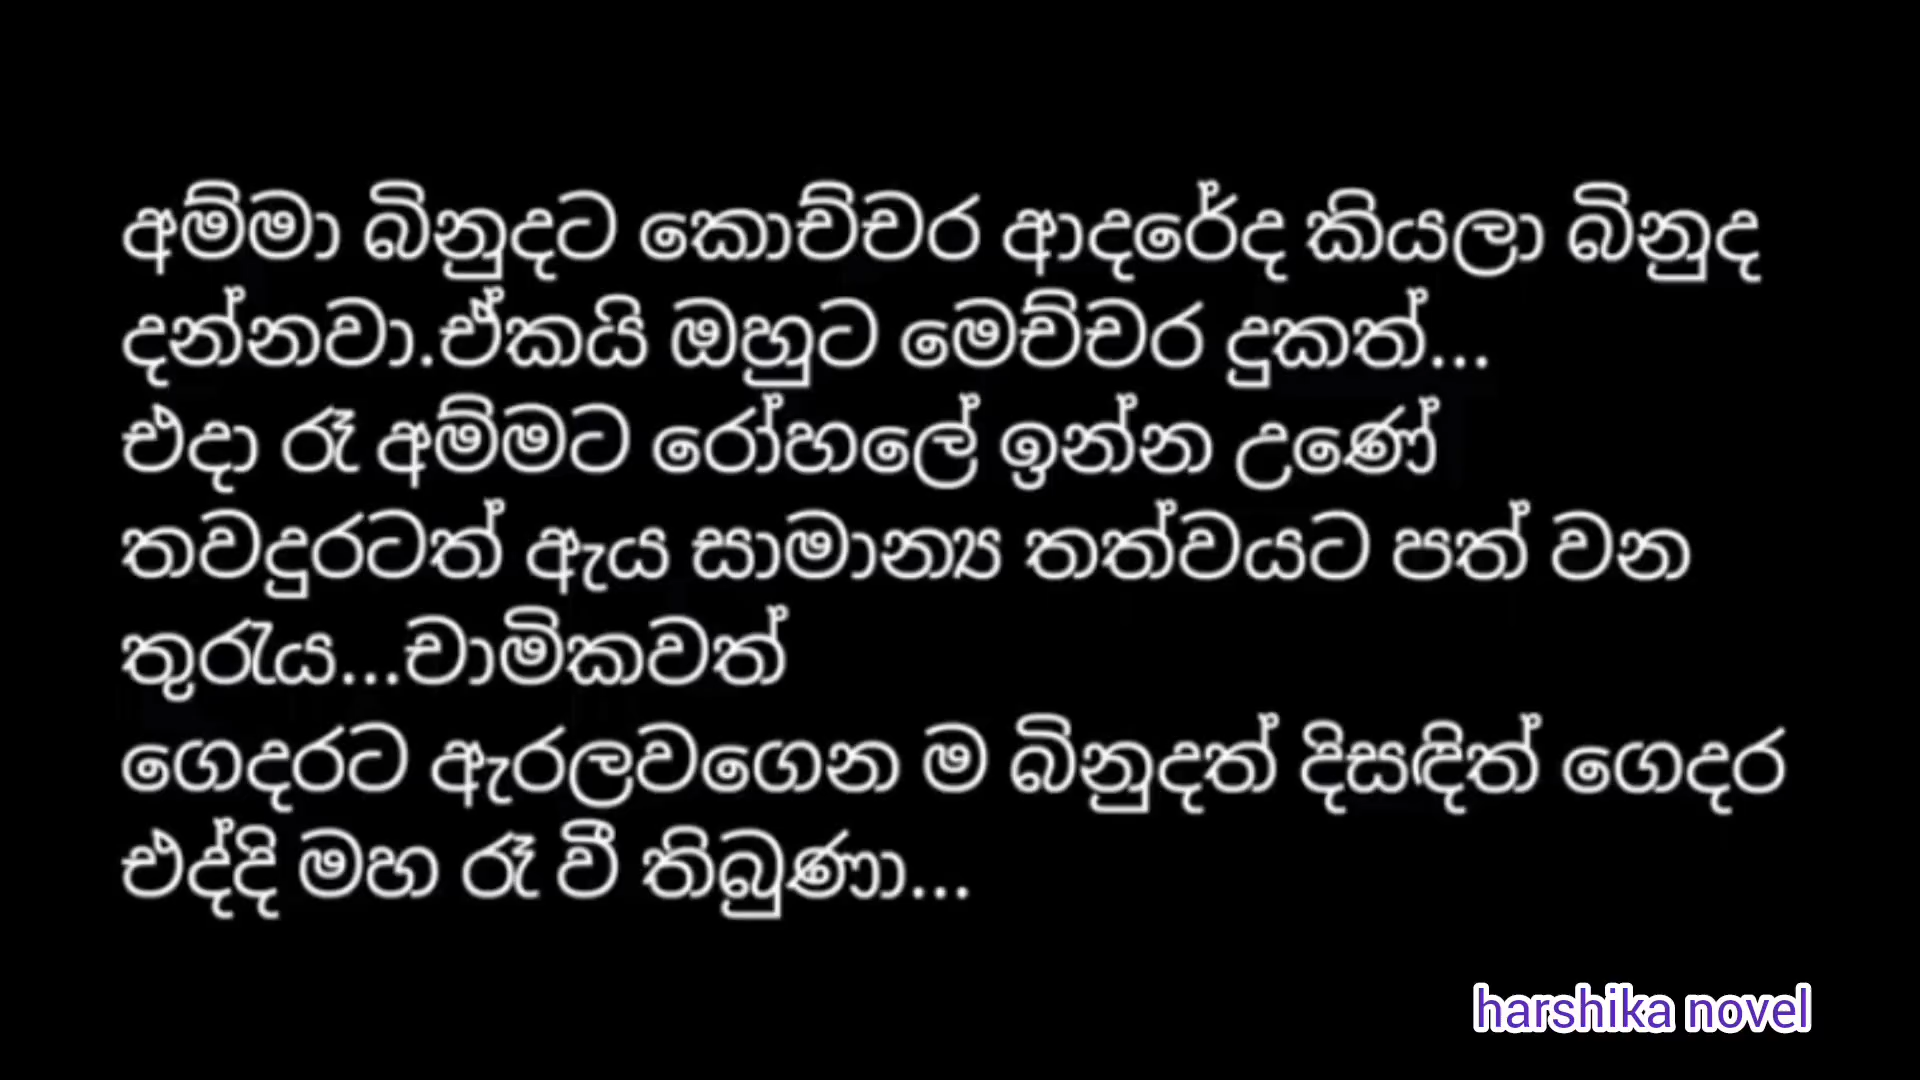 අම්මා බිනුදට කොච්චර ආදරේද කියලා බිනුද
දන්නවා.ඒකයි ඔහුට මෙච්චර දුකත්...
එදා රෑ අම්මට රෝහලේ ඉන්න උණේ
තවදුරටත් ඇය සාමාන්‍ය තත්වයට පත් වන
තුරැය...චාමිකවත්
ගෙදරට ඇරලවගෙන ම බිනුදත් දිසඳිත් ගෙදර
එද්දි මහ රෑ වී තිබුණා...
harshika novel